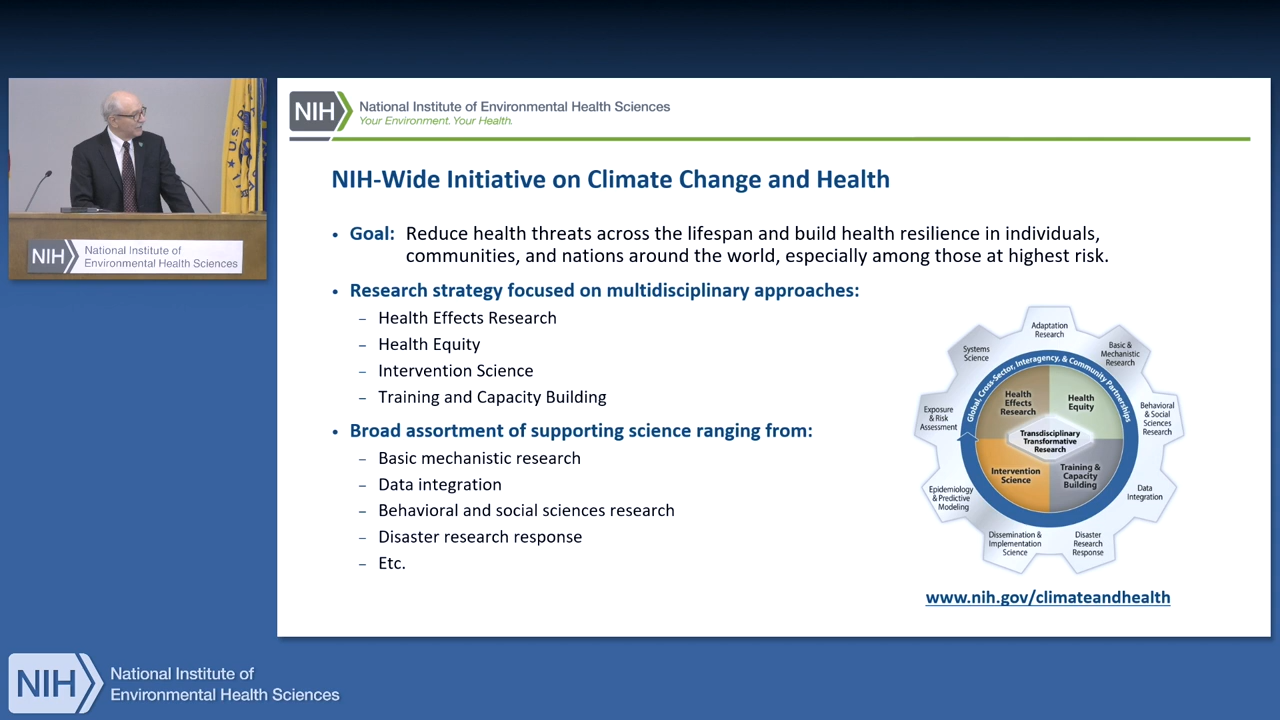 NIH
National Institute of Environmental Health Sciences
Your Environment. Your Health.
U.S.
NIH
National Institute of
Environmental Health Sciences
NIH-Wide Initiative on Climate Change and Health
• Goal: Reduce health threats across the lifespan and build health resilience in individuals,
communities, and nations around the world, especially among those at highest risk.
• Research strategy focused on multidisciplinary approaches:
– Health Effects Research
– Health Equity
– Intervention Science
– Training and Capacity Building
• Broad assortment of supporting science ranging from:
– Basic mechanistic research
– Data integration
– Behavioral and social sciences research
– Disaster research response
– Etc.
Adaptation
Research
Basic &
Mechanistic
Research
Behavioral
& Social
Sciences
Research
Data
Integration
Disaster
Research
Response
Dissemination &
Implementation
Science
Epidemiology
& Predictive
Modeling
Exposure
& Risk
Assessment
Systems
Science
Global, Cross-Sector, Interagency, & Community Partnerships
Health
Effects
Research
Health
Equity
Transdisciplinary
Transformative
Research
Intervention
Science
Training &
Capacity
Building
www.nih.gov/climateandhealth
NIH
National Institute of
Environmental Health Sciences